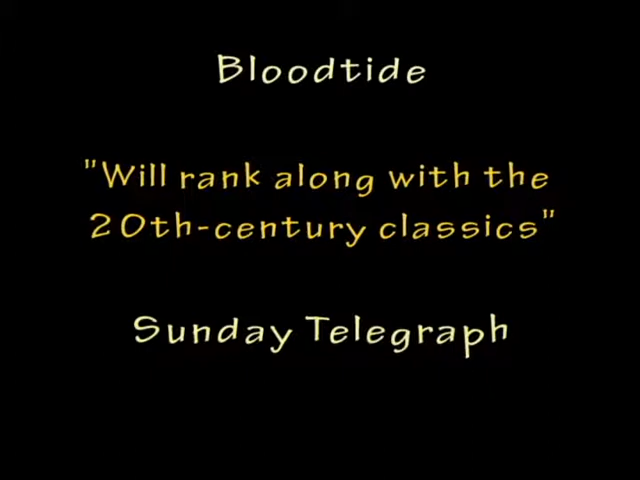 Bloodtide
"Will rank along with the
20th-century classics"
Sunday Telegraph